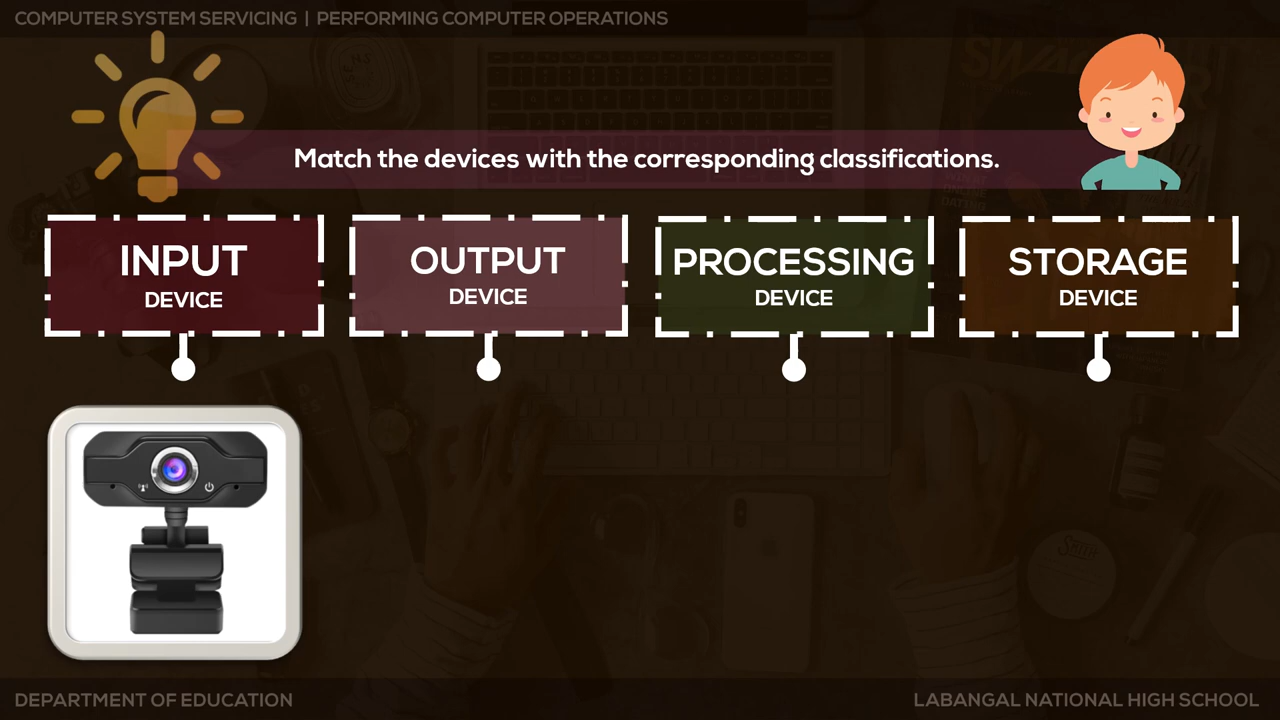 COMPUTER SYSTEM SERVICING | PERFORMING COMPUTER OPERATIONS
Match the devices with the corresponding classifications.
INPUT
DEVICE
OUTPUT
DEVICE
PROCESSING
DEVICE
STORAGE
DEVICE
DEPARTMENT OF EDUCATION
LABANGAL NATIONAL HIGH SCHOOL